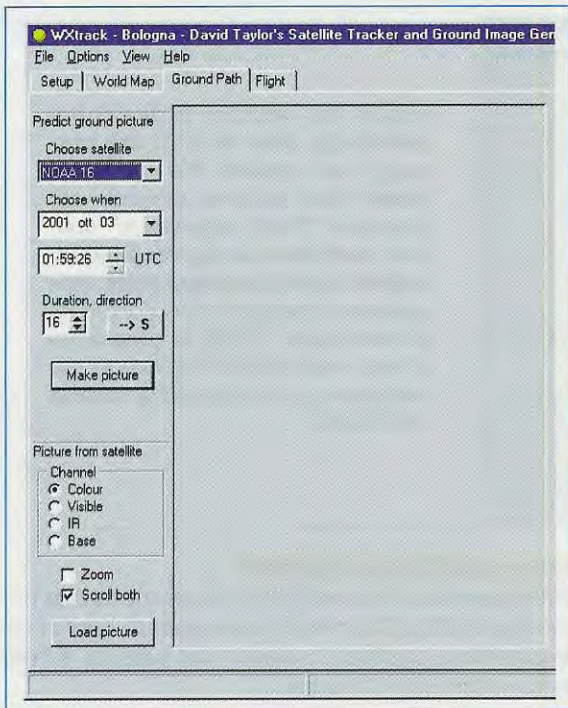 WXtrack - Bologna - David Taylor's Satellite Tracker and Ground Image Gen
File Options View Help
Setup World Map Ground Path Flight
Predict ground picture
Choose satellite
NOAA 16
Choose when
2001 ott 03
01:59:26 UTC
Duration, direction
16 --> S
Make picture
Picture from satellite
Channel
Colour
Visible
IR
Base
Zoom
Scroll both
Load picture